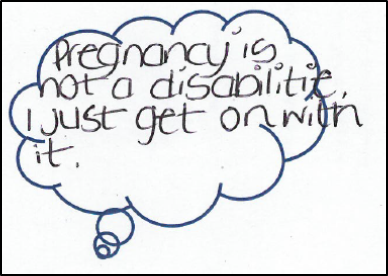 Pregnancy is
not a disabilitie,
I just get on with
it.